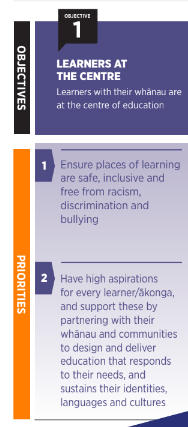 OBJECTIVE
1
OBJECTIVES
LEARNERS AT
THE CENTRE
Learners with their whānau are
at the centre of education
PRIORITIES
1
Ensure places of learning
are safe, inclusive and
free from racism,
discrimination and
bullying
2
Have high aspirations
for every learner/ākonga,
and support these by
partnering with their
whānau and communities
to design and deliver
education that responds
to their needs, and
sustains their identities,
languages and cultures